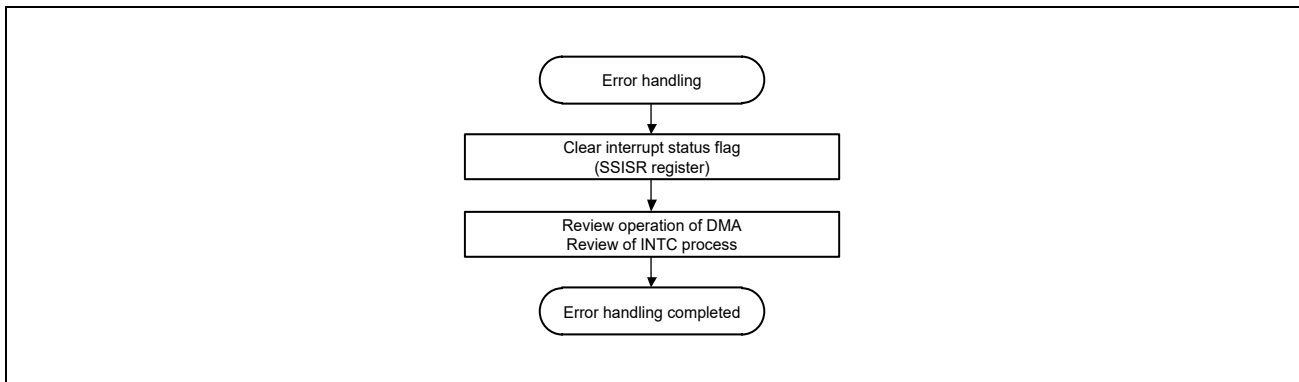 Error handling
Clear interrupt status flag
(SSISR register)
Review operation of DMA
Review of INTC process
Error handling completed